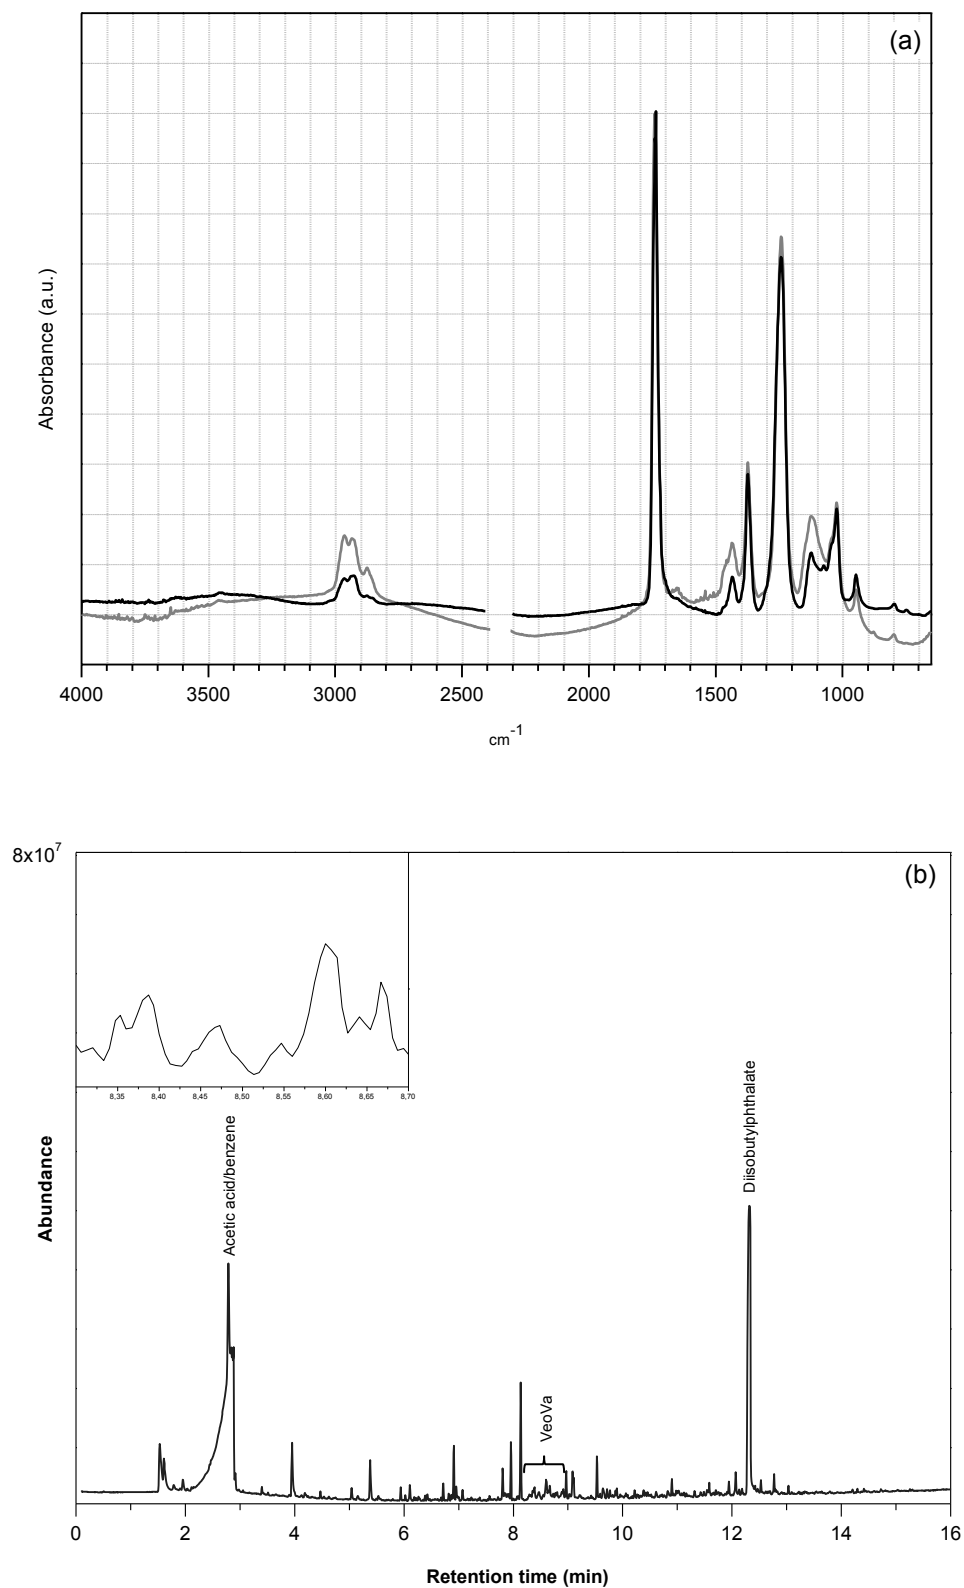 (a)
Absorbance (a.u.)
4000 3500 3000 2500 2000 1500 1000
cm-1
8x10^7
(b)
8,35 8,40 8,45 8,50 8,55 8,60 8,65 8,70
Abundance
Acetic acid/benzene
VeoVa
Diisobutylphthalate
0 2 4 6 8 10 12 14 16
Retention time (min)